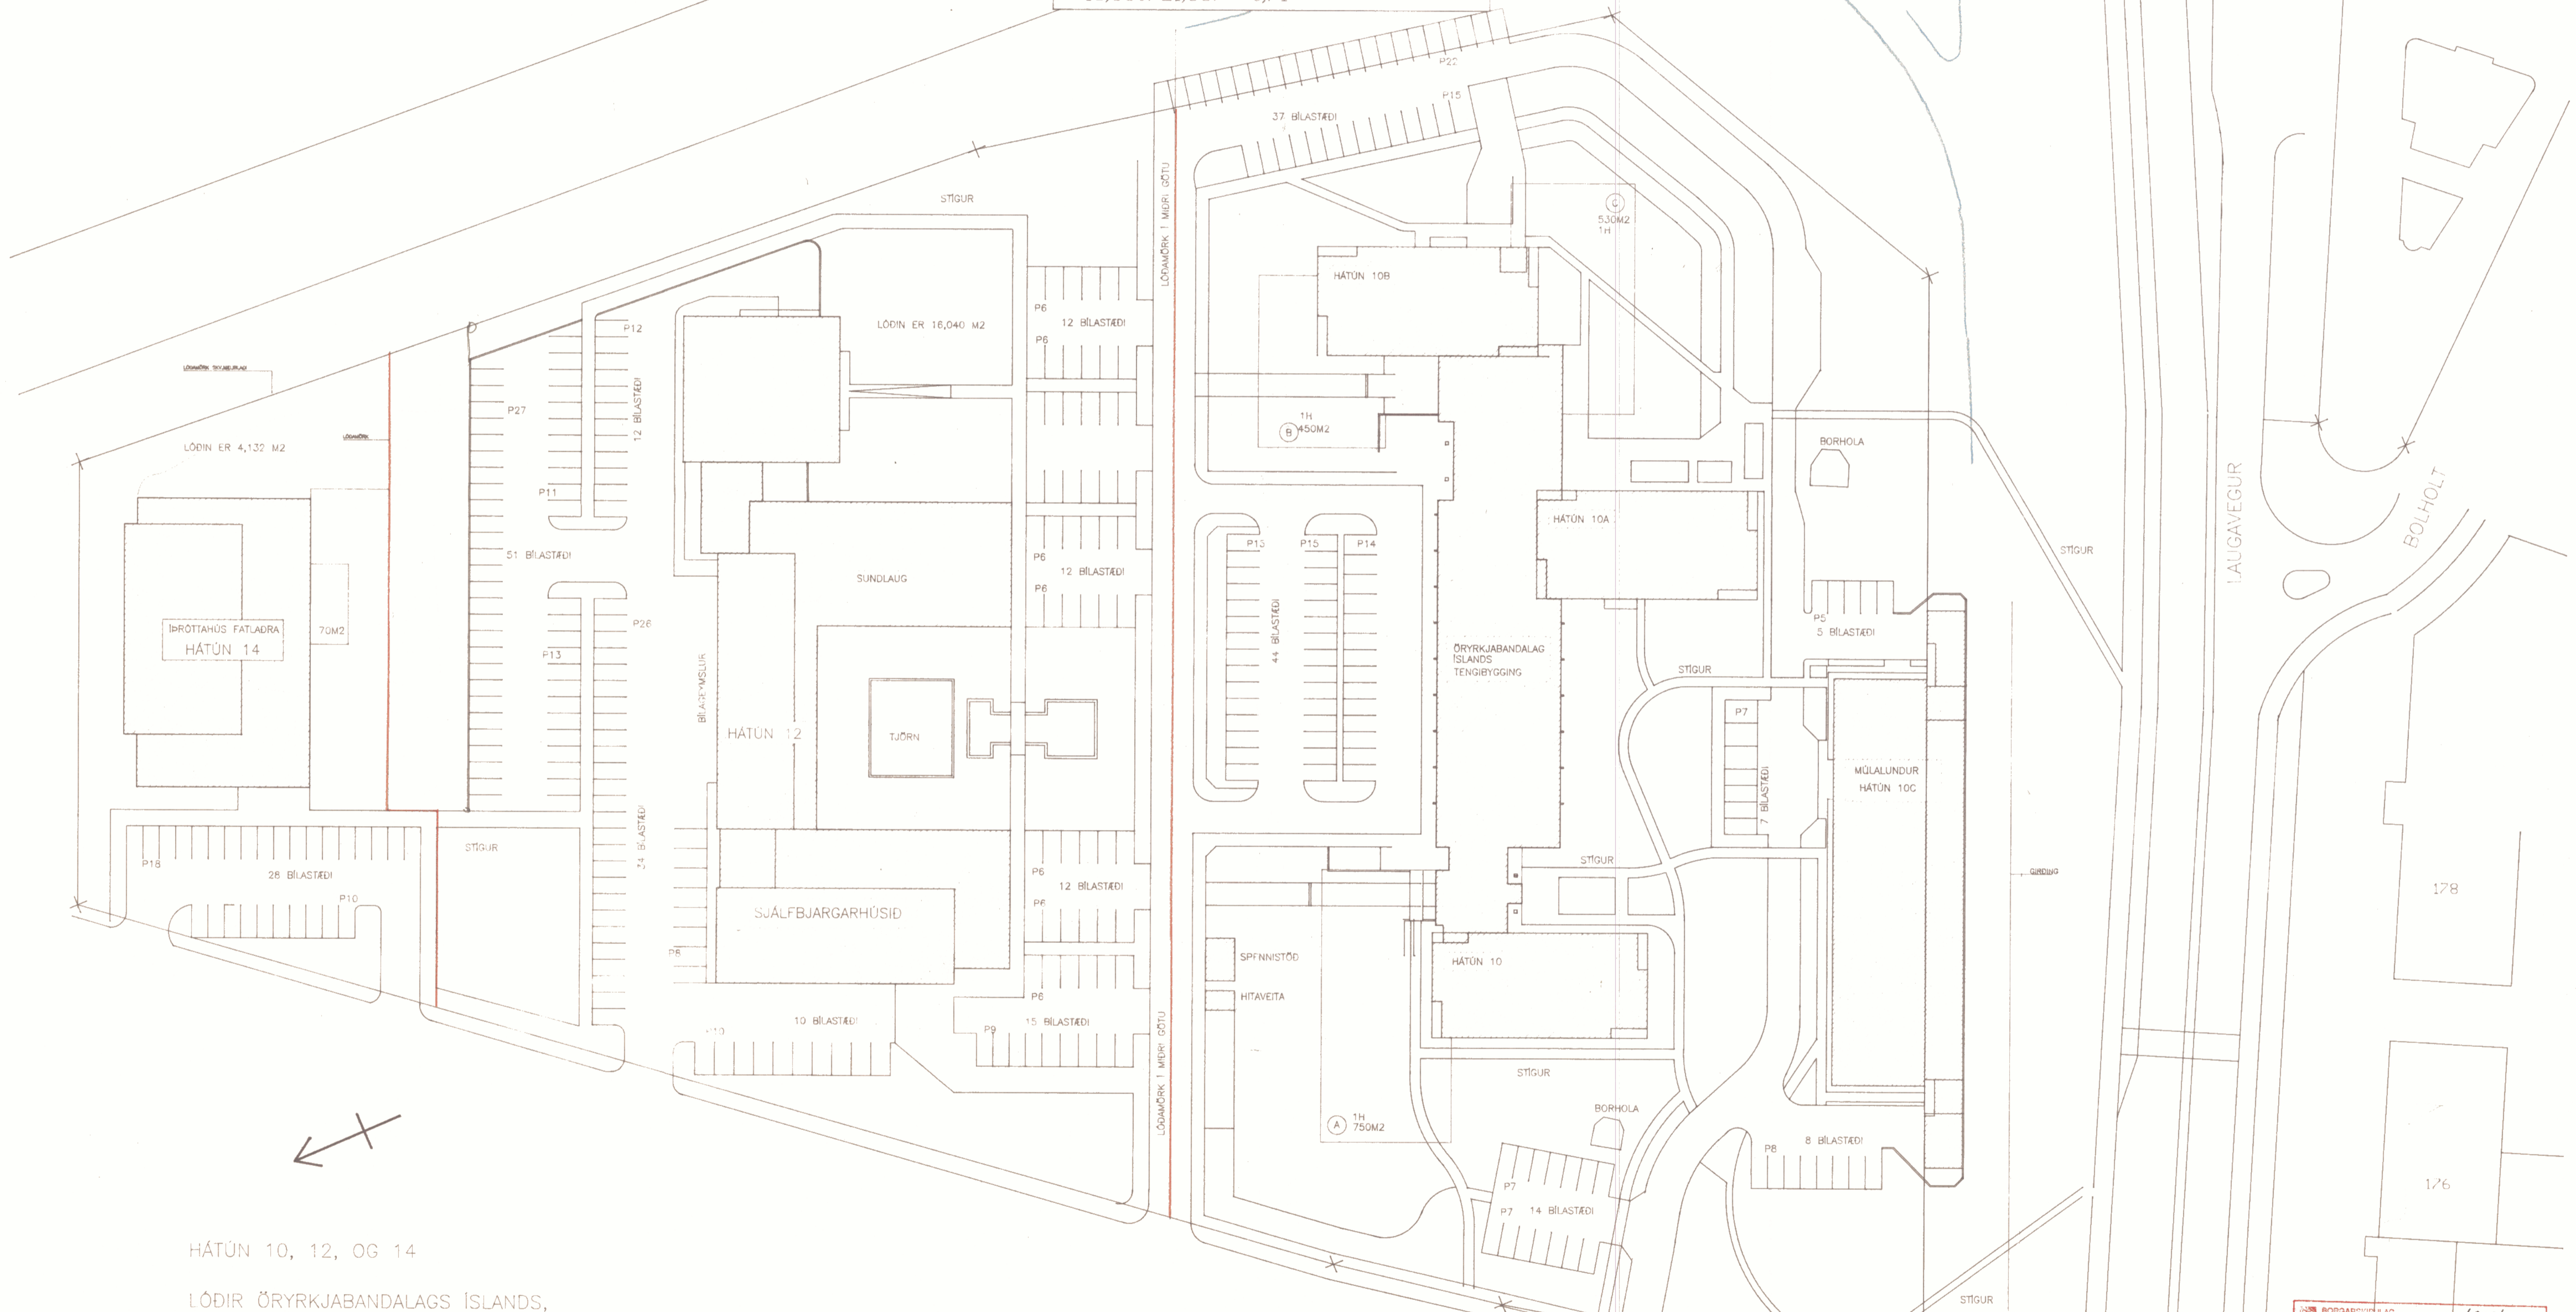 P22
P15
37 BÍLASTÆÐI
LÓÐAMÖRK Í MIÐRI GÖTU
STÍGUR
C
530M2
1H
HÁTÚN 10B
P12
P6
12 BÍLASTÆÐI
P6
LÓÐIN ER 16,040 M2
12 BÍLASTÆÐI
P27
LÓÐAMÖRK
LÓÐIN ER 4,132 M2
1H
B 450M2
BORHOLA
LAUGAVEGUR
BOLHOLT
P11
51 BÍLASTÆÐI
SUNDLAUG
P6
12 BÍLASTÆÐI
P6
P13
P15
P14
44 BÍLASTÆÐI
HÁTÚN 10A
STÍGUR
ÍÞRÓTTAHÚS FATLAÐRA
HÁTÚN 14
70M2
P13
P26
BÍLAGEYMSLUR
HÁTÚN 12
TJÖRN
ÖRYRKJABANDALAG
ÍSLANDS
TENGIBYGGING
P5
5 BÍLASTÆÐI
STÍGUR
P7
7 BÍLASTÆÐI
MÚLALUNDUR
HÁTÚN 10C
P18
28 BÍLASTÆÐI
P10
STÍGUR
34 BÍLASTÆÐI
P8
SJÁLFBJARGARHÚSIÐ
P6
12 BÍLASTÆÐI
P6
STÍGUR
GIRÐING
178
SPENNISTÖÐ
HITAVEITA
HÁTÚN 10
P10
10 BÍLASTÆÐI
P6
P9
15 BÍLASTÆÐI
LÓÐAMÖRK Í MIÐRI GÖTU
STÍGUR
BORHOLA
1H
A 750M2
P8
8 BÍLASTÆÐI
P7
P7
14 BÍLASTÆÐI
176
STÍGUR
HÁTÚN 10, 12, OG 14
LÓÐIR ÖRYRKJABANDALAGS ÍSLANDS,